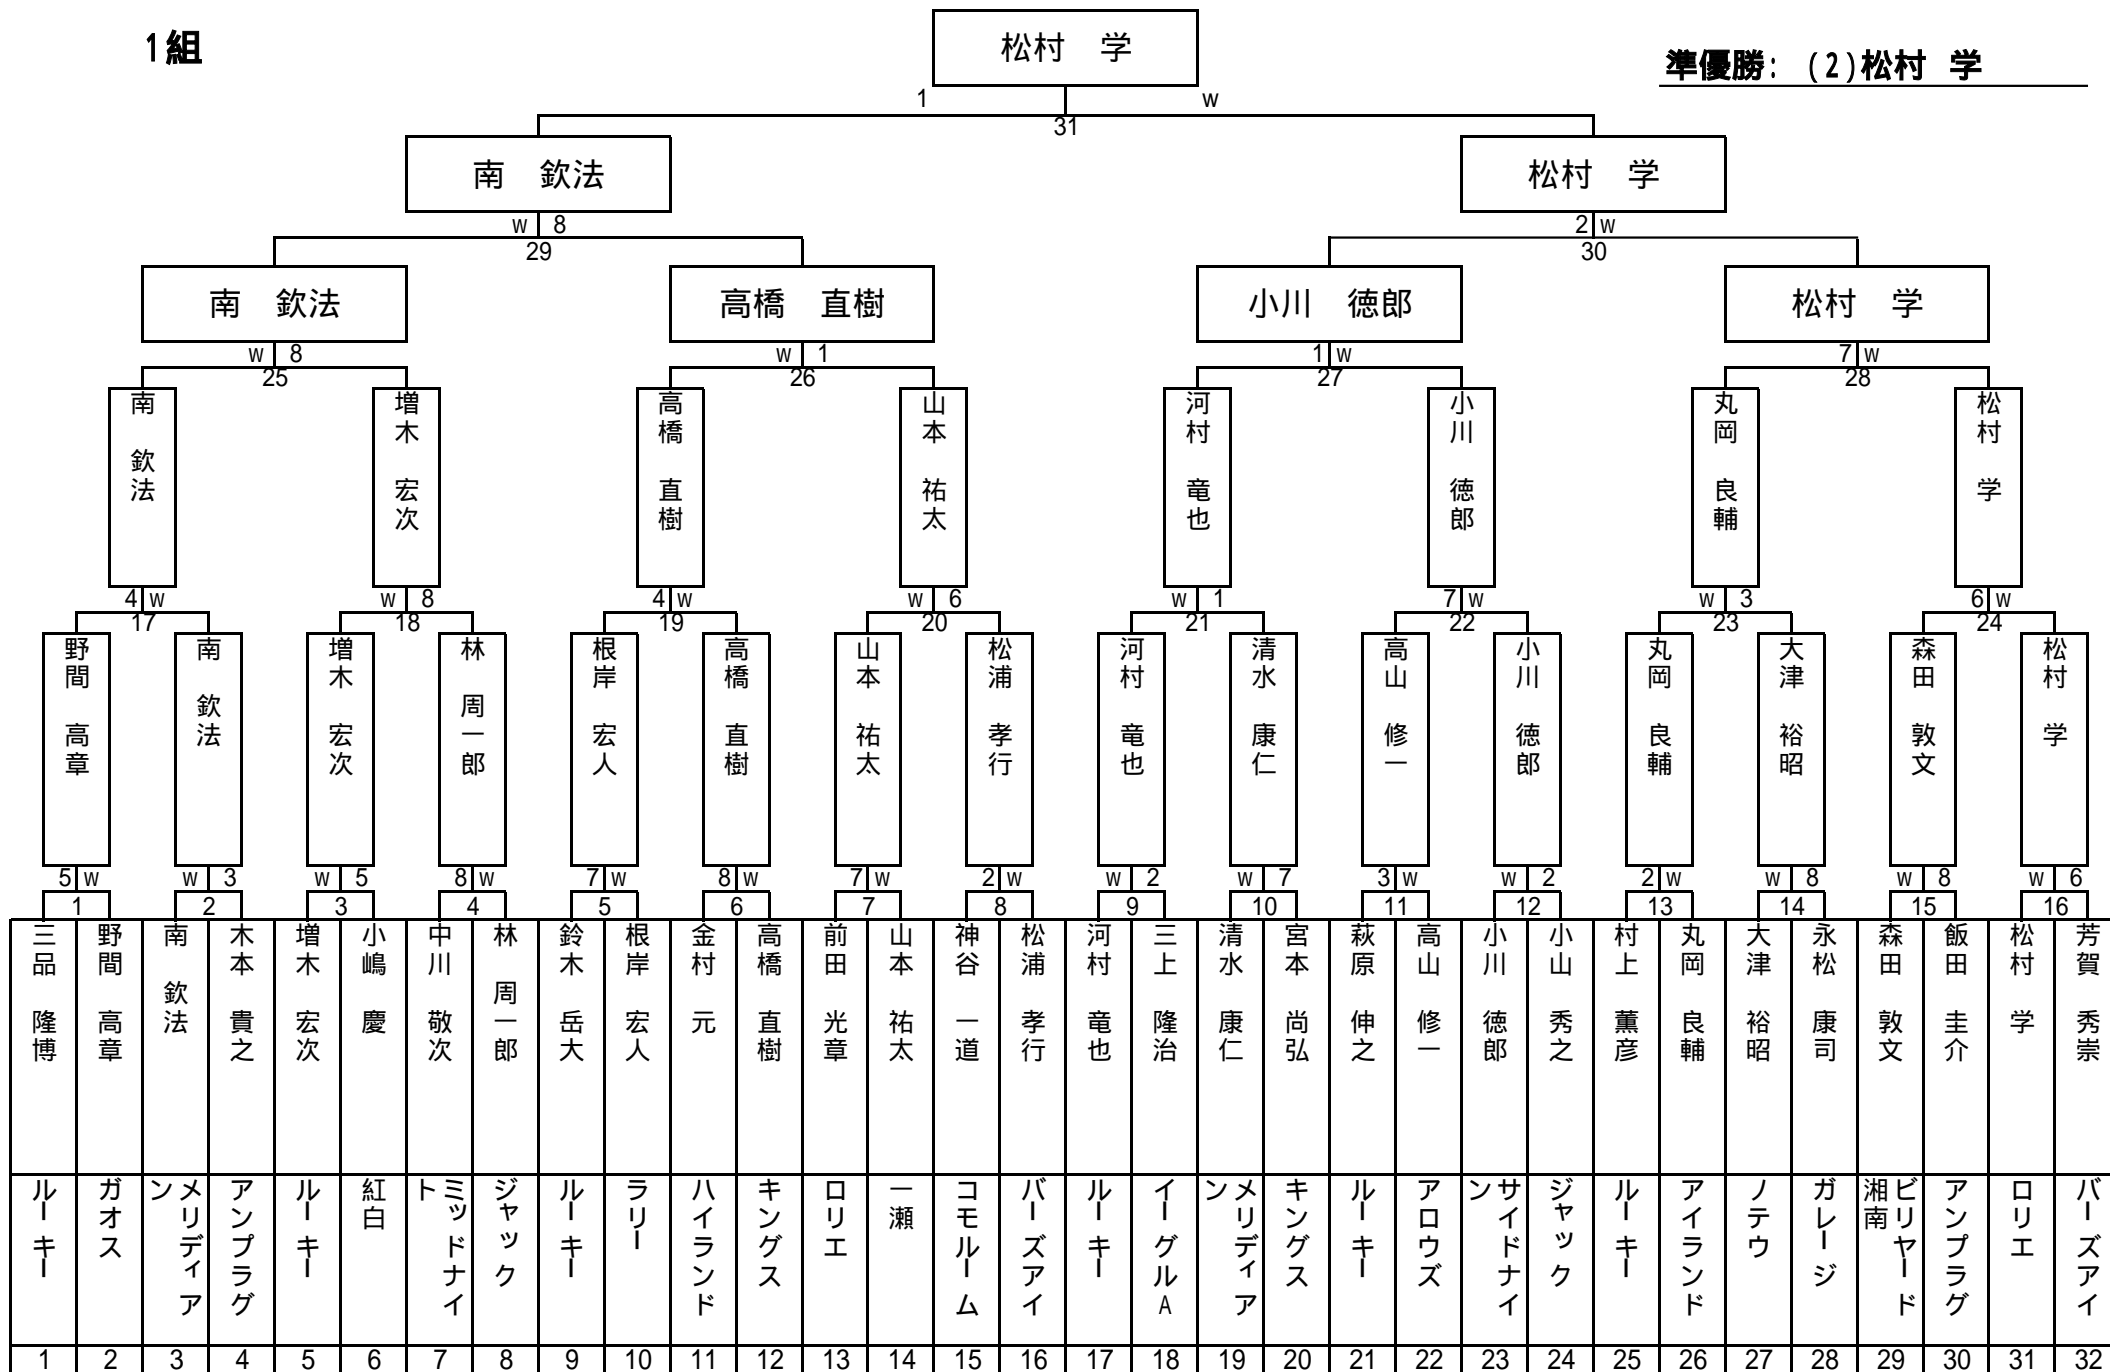 1組
松村　学
準優勝: (2)松村 学
1 w
31
南　欽法
松村　学
w 8
2 w
29
30
南　欽法
高橋　直樹
小川　徳郎
松村　学
w 8
w 1
1 w
7 w
25
26
27
28
南　欽法
増木　宏次
高橋　直樹
山本　祐太
河村　竜也
小川　徳郎
丸岡　良輔
松村　学
4 w
w 8
4 w
w 6
w 1
7 w
w 3
6 w
17
18
19
20
21
22
23
24
野間　高章
南　欽法
増木　宏次
林　周一郎
根岸　宏人
高橋　直樹
山本　祐太
松浦　孝行
河村　竜也
清水　康仁
高山　修一
小川　徳郎
丸岡　良輔
大津　裕昭
森田　敦文
松村　学
5 w
w 3
w 5
8 w
7 w
8 w
7 w
2 w
w 2
w 7
3 w
w 2
2 w
w 8
w 8
w 6
1
2
3
4
5
6
7
8
9
10
11
12
13
14
15
16
三品　隆博
野間　高章
南　欽法
木本　貴之
増木　宏次
小嶋　慶
中川　敬次
林　周一郎
鈴木　岳大
根岸　宏人
金村　元
高橋　直樹
前田　光章
山本　祐太
神谷　一道
松浦　孝行
河村　竜也
三上　隆治
清水　康仁
宮本　尚弘
萩原　伸之
高山　修一
小川　徳郎
小山　秀之
村上　薫彦
丸岡　良輔
大津　裕昭
永松　康司
森田　敦文
飯田　圭介
松村　学
芳賀　秀崇
ルーキー
ガオス
メリディア
ン
アンプラグ
ルーキー
紅白
ミッドナイ
ト
ジャック
ルーキー
ラリー
ハイランド
キングス
ロリエ
一瀬
コモルーム
バーズアイ
ルーキー
イーグルA
メリディア
ン
キングス
ルーキー
アロウズ
サイドナイ
ン
ジャック
ルーキー
アイランド
ノテウ
ガレージ
ビリヤード
湘南
アンプラグ
ロリエ
バーズアイ
1 2 3 4 5 6 7 8 9 10 11 12 13 14 15 16 17 18 19 20 21 22 23 24 25 26 27 28 29 30 31 32